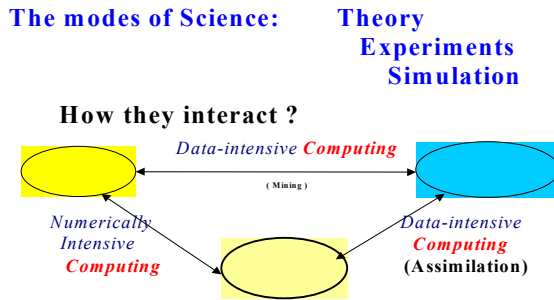 The modes of Science: Theory
Experiments
Simulation
How they interact ?
Data-intensive Computing
( Mining )
Numerically
Intensive
Computing
Data-intensive
Computing
(Assimilation)